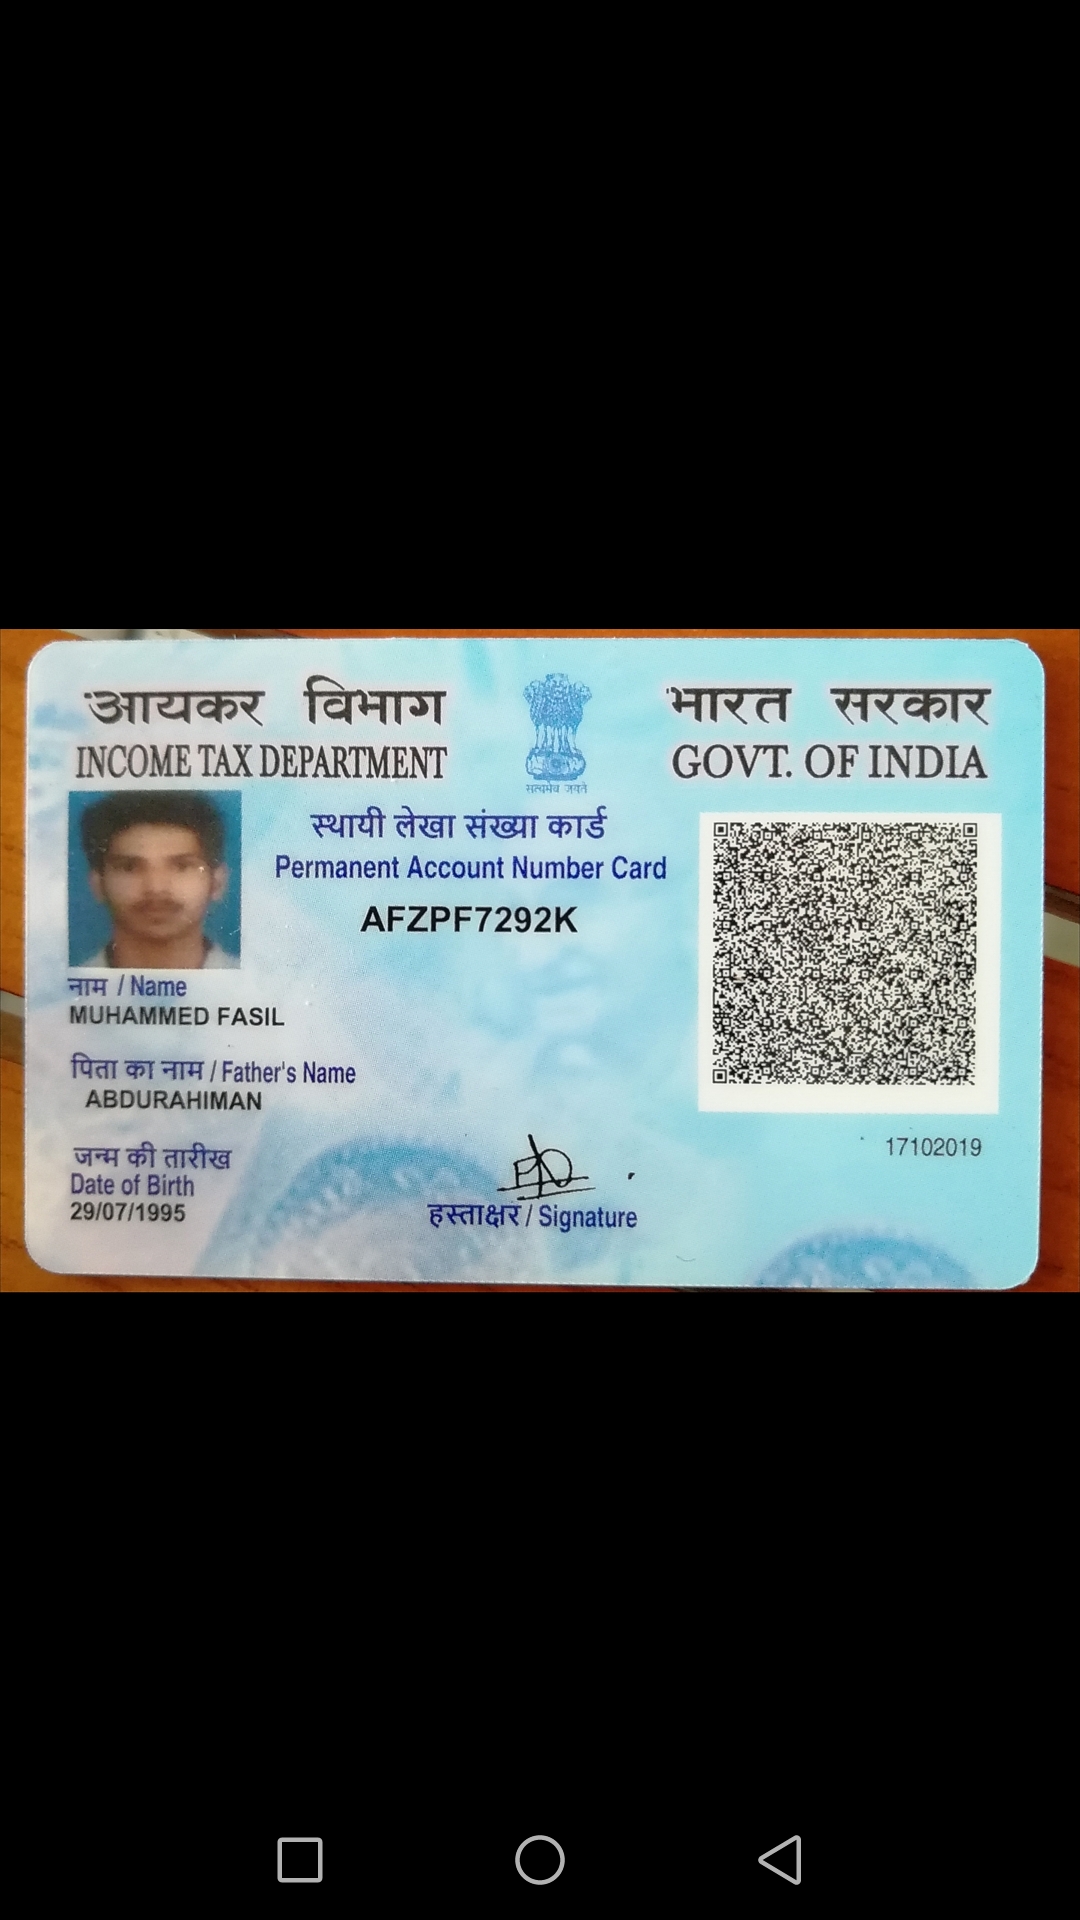 आयकर विभाग
INCOME TAX DEPARTMENT
सत्यमेव जयते
भारत सरकार
GOVT. OF INDIA
स्थायी लेखा संख्या कार्ड
Permanent Account Number Card
AFZPF7292K
नाम / Name
MUHAMMED FASIL
पिता का नाम / Father's Name
ABDURAHIMAN
जन्म की तारीख
Date of Birth
29/07/1995
हस्ताक्षर / Signature
17102019